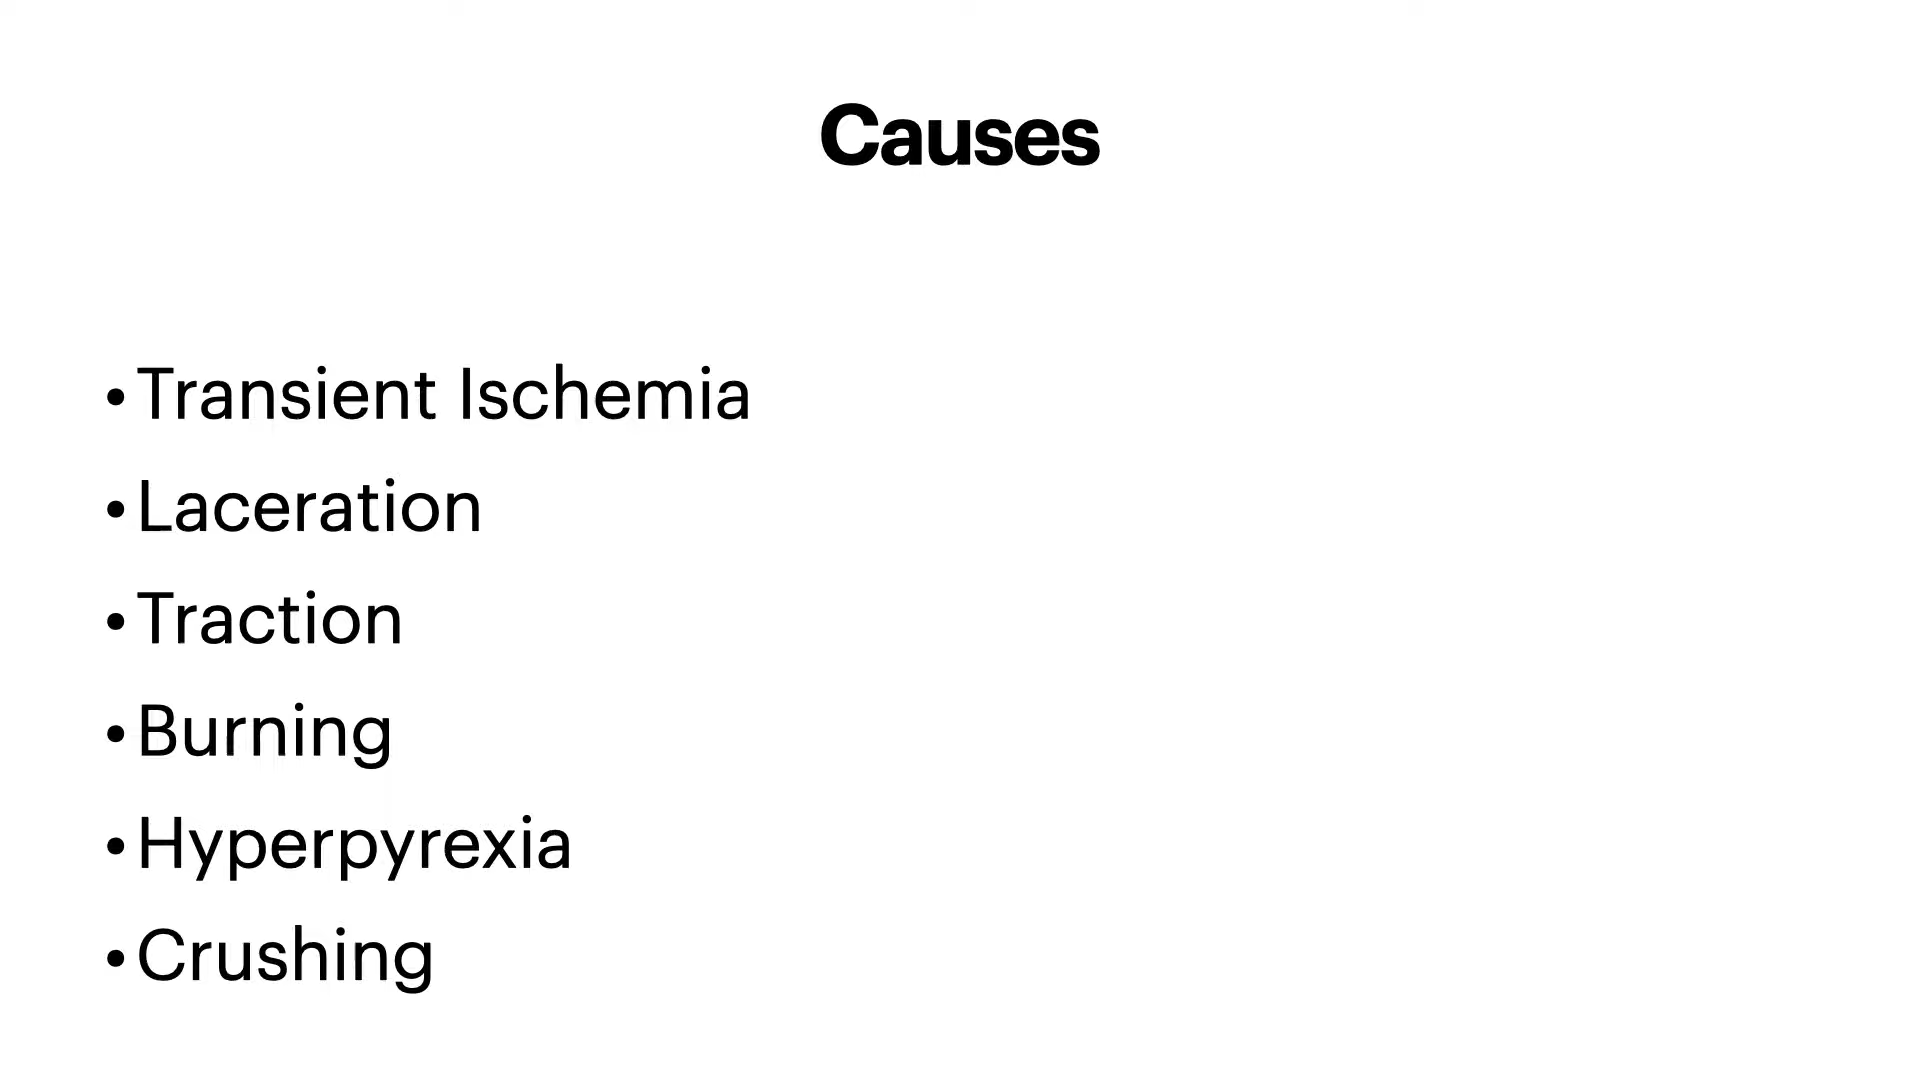 Causes
• Transient Ischemia
• Laceration
• Traction
• Burning
• Hyperpyrexia
• Crushing